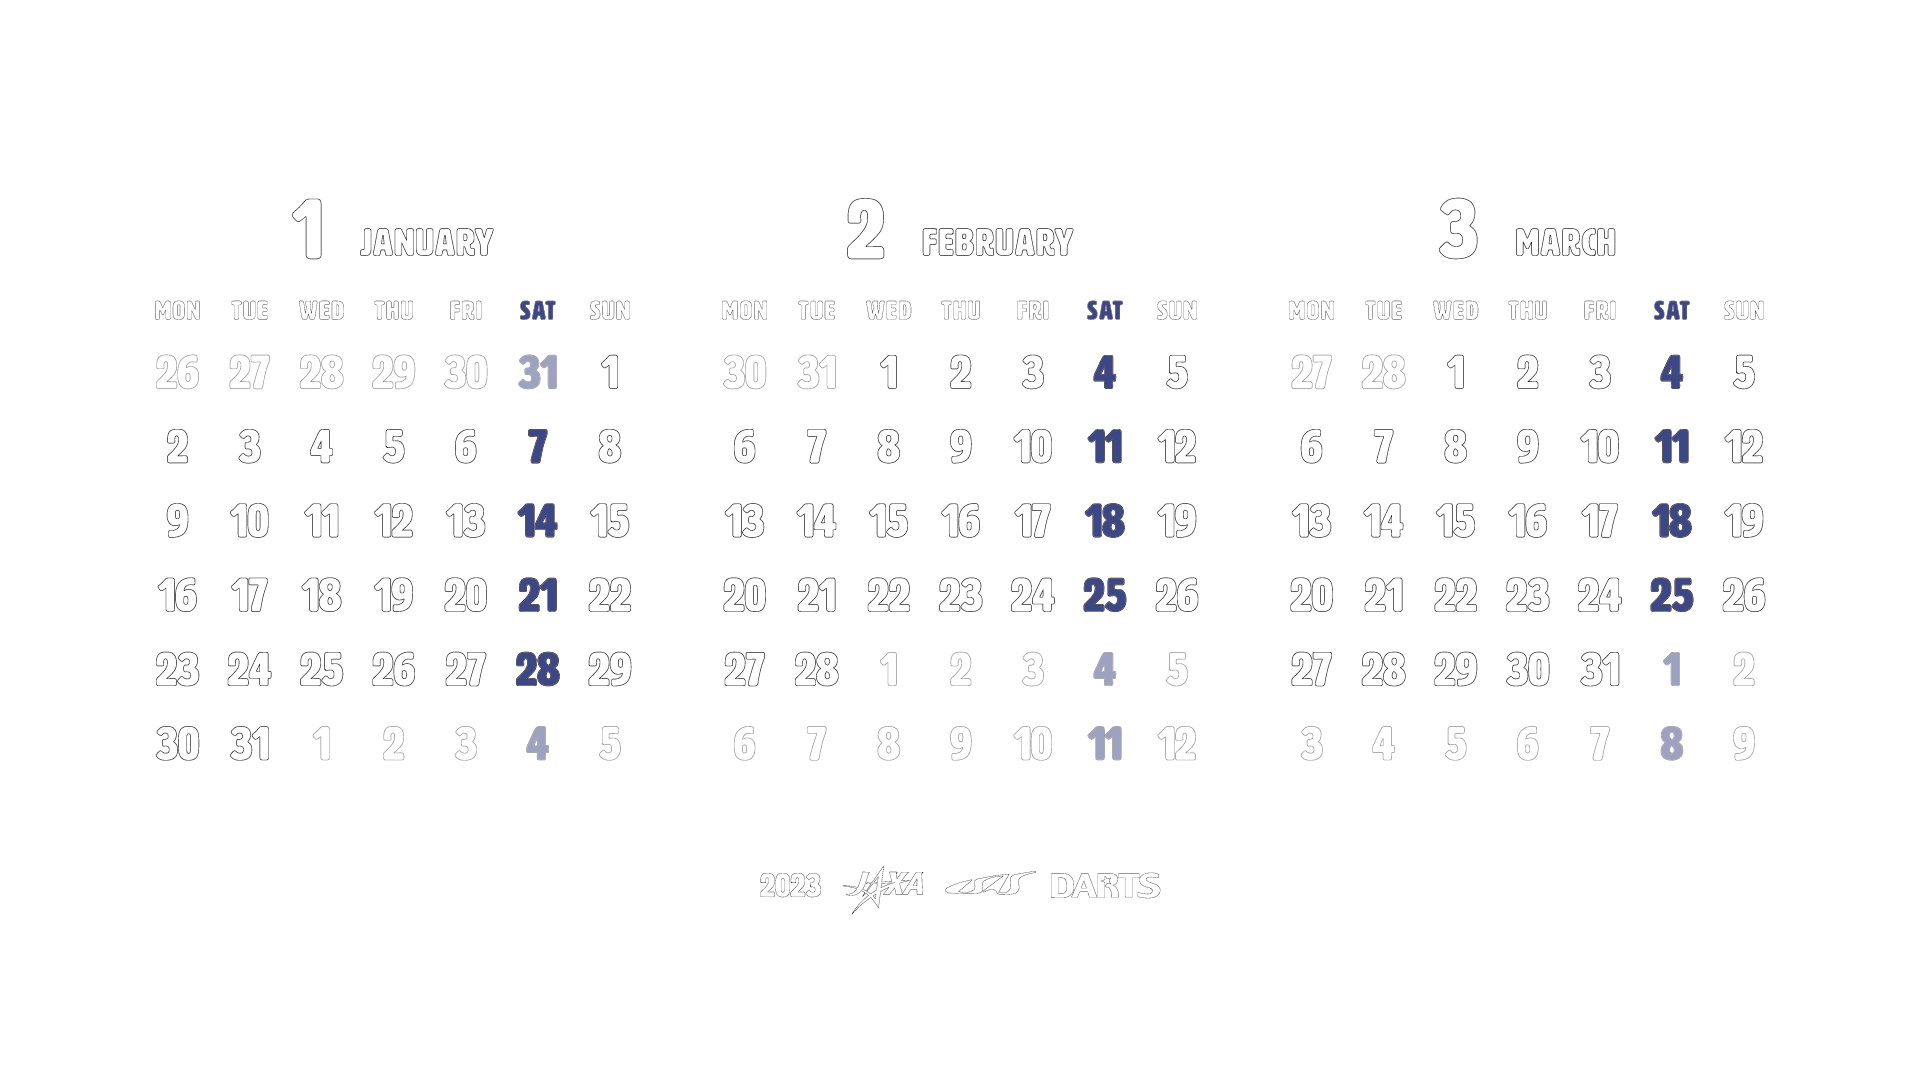 1 JANUARY
MON TUE WED THU FRI SAT SUN
26 27 28 29 30 31 1
2 3 4 5 6 7 8
9 10 11 12 13 14 15
16 17 18 19 20 21 22
23 24 25 26 27 28 29
30 31 1 2 3 4 5
2 FEBRUARY
MON TUE WED THU FRI SAT SUN
30 31 1 2 3 4 5
6 7 8 9 10 11 12
13 14 15 16 17 18 19
20 21 22 23 24 25 26
27 28 1 2 3 4 5
6 7 8 9 10 11 12
3 MARCH
MON TUE WED THU FRI SAT SUN
27 28 1 2 3 4 5
6 7 8 9 10 11 12
13 14 15 16 17 18 19
20 21 22 23 24 25 26
27 28 29 30 31 1 2
3 4 5 6 7 8 9
2023 JAXA ISAS DARTS